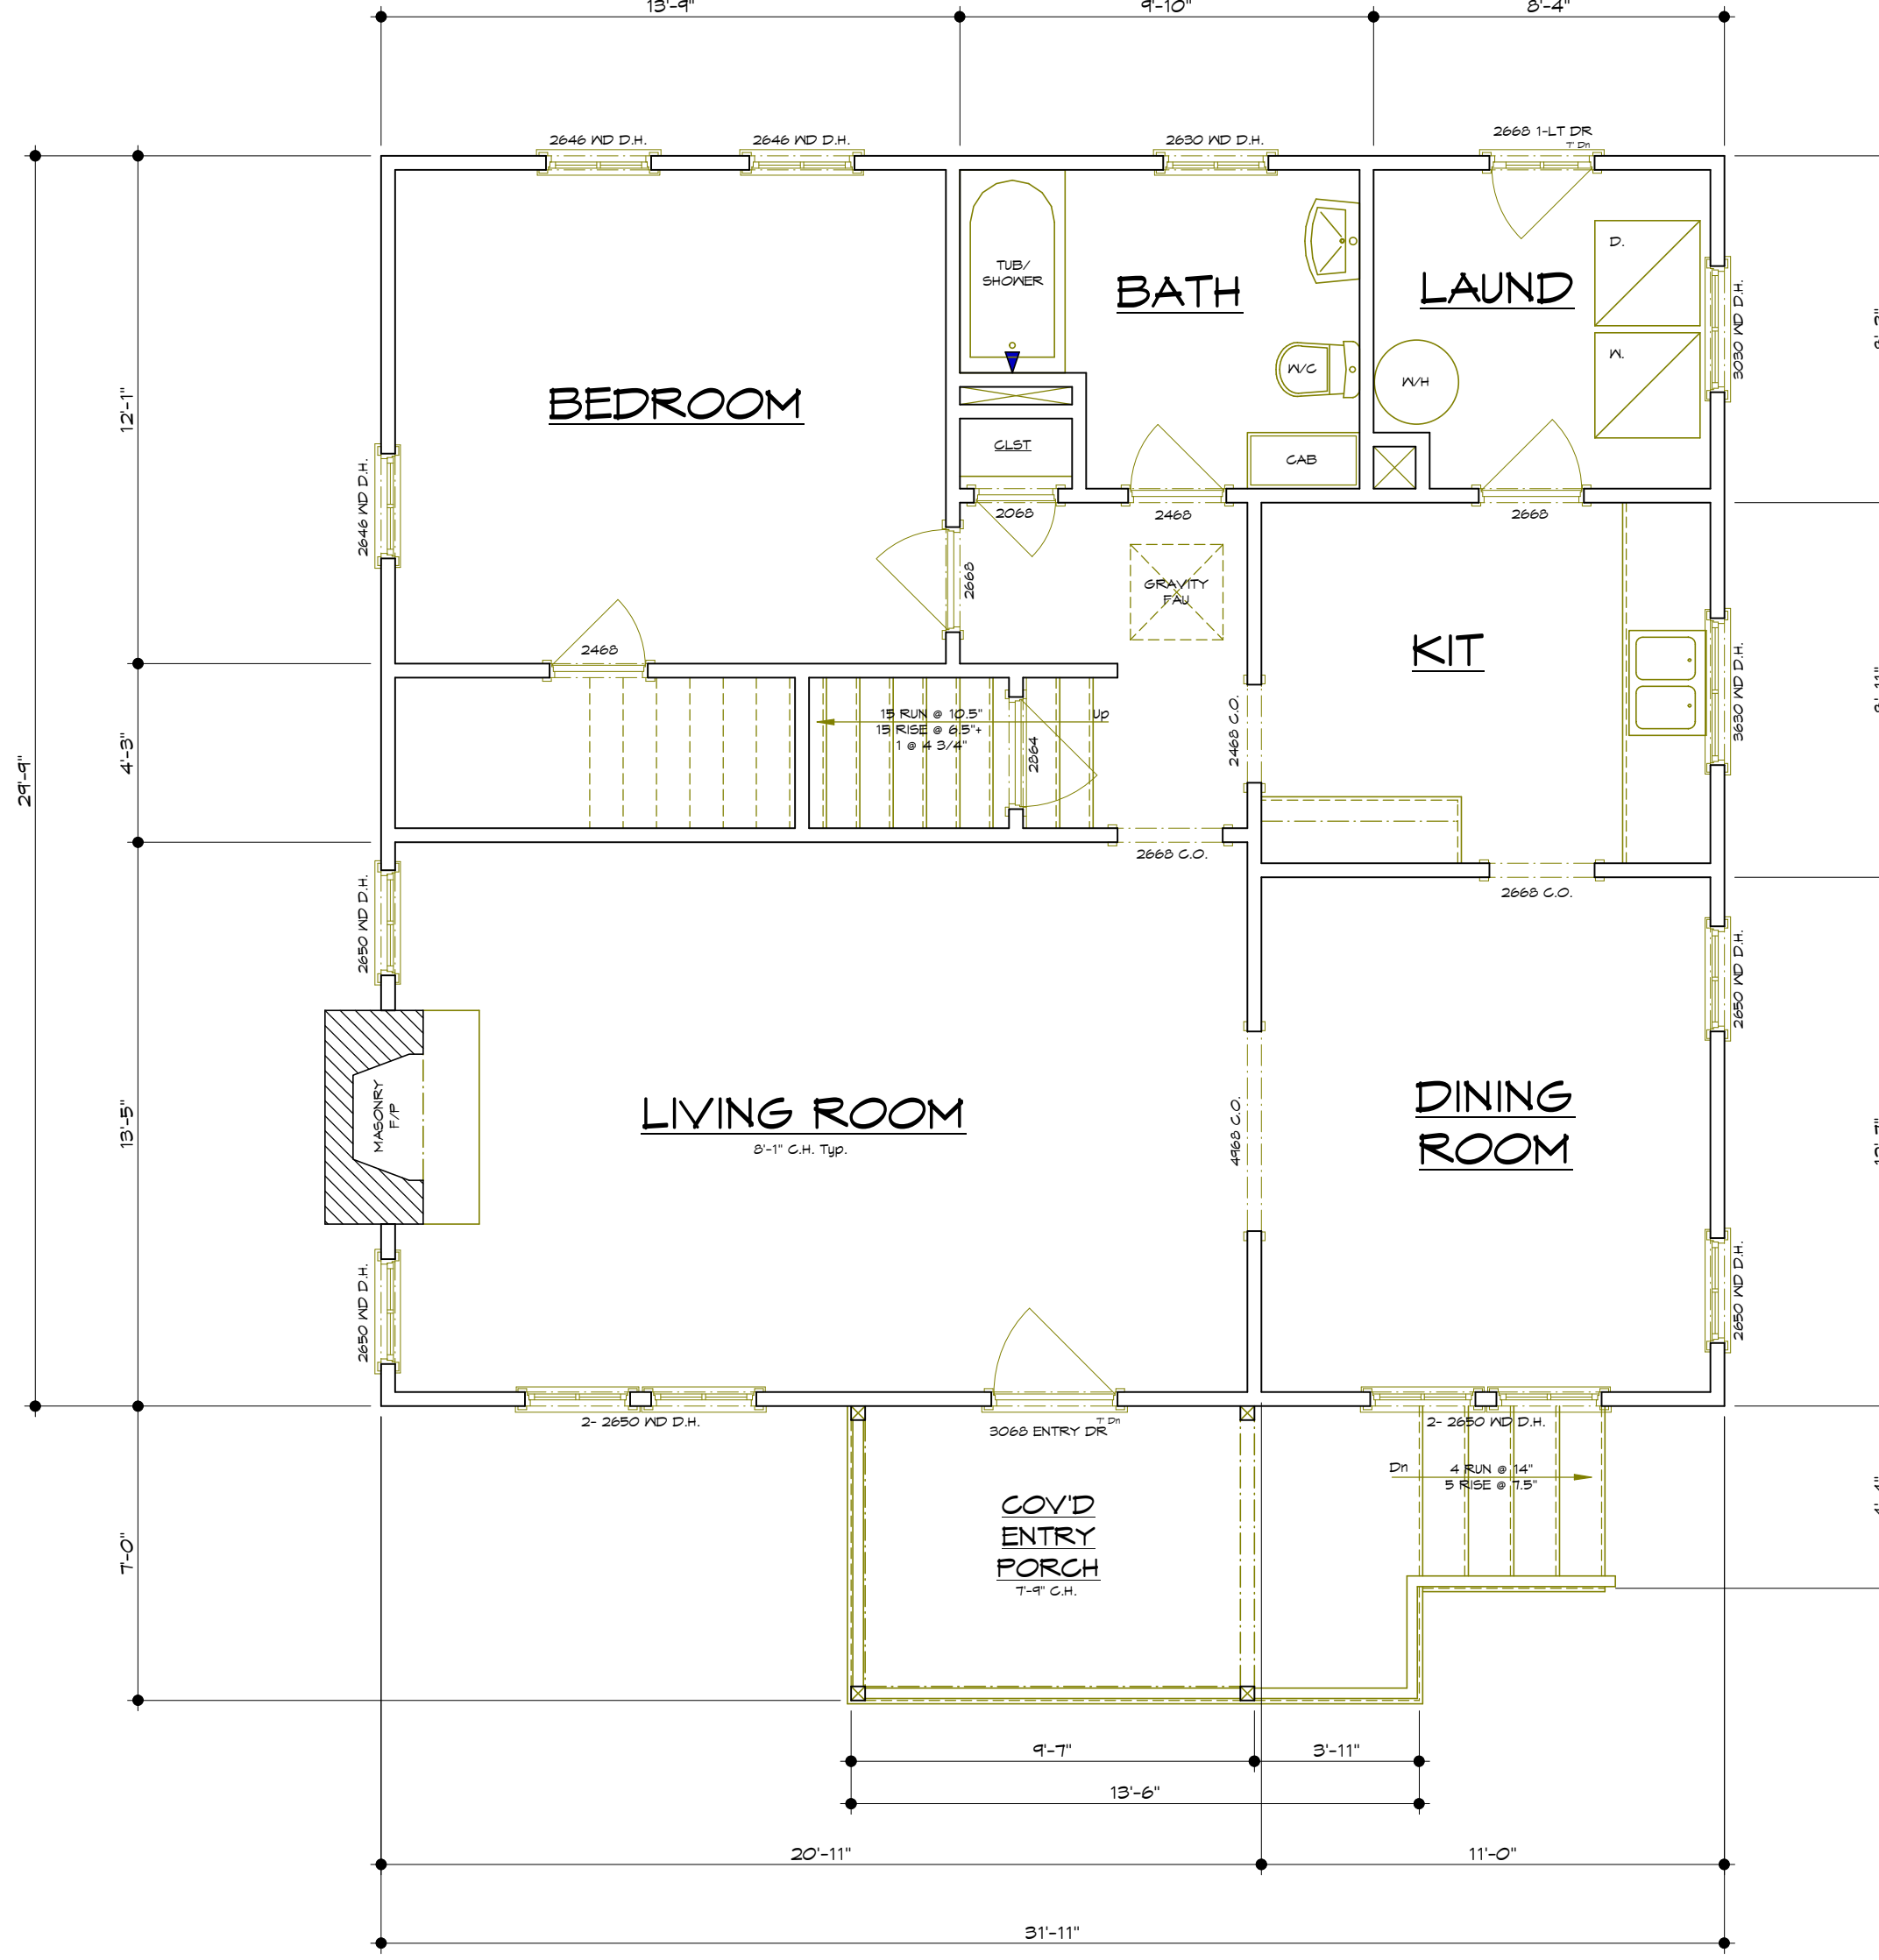 13'-9"
9'-10"
8'-4"
2646 WD D.H.
2646 WD D.H.
2630 WD D.H.
2668 1-LT DR
7" Dn
D.
TUB/
SHOWER
BATH
LAUND
3030 WD D.H.
W.
W/C
W/H
12'-1"
BEDROOM
CLST
CAB
2646 WD D.H.
2068
2468
2668
2668
GRAVITY
FAU
2468
KIT
3630 WD D.H.
29'-9"
4'-3"
15 RUN @ 10.5"
15 RISE @ 6.5"+
1 @ 4 3/4"
Up
2864
2468 C.O.
2668 C.O.
2668 C.O.
2650 WD D.H.
2650 WD D.H.
13'-5"
MASONRY
F/P
LIVING ROOM
8'-1" C.H. Typ.
4968 C.O.
DINING
ROOM
2650 WD D.H.
2650 WD D.H.
2- 2650 WD D.H.
7" Dn
3068 ENTRY DR
2- 2650 WD D.H.
Dn
4 RUN @ 14"
5 RISE @ 7.5"
7'-0"
COV'D
ENTRY
PORCH
7'-9" C.H.
9'-7"
3'-11"
13'-6"
20'-11"
11'-0"
31'-11"